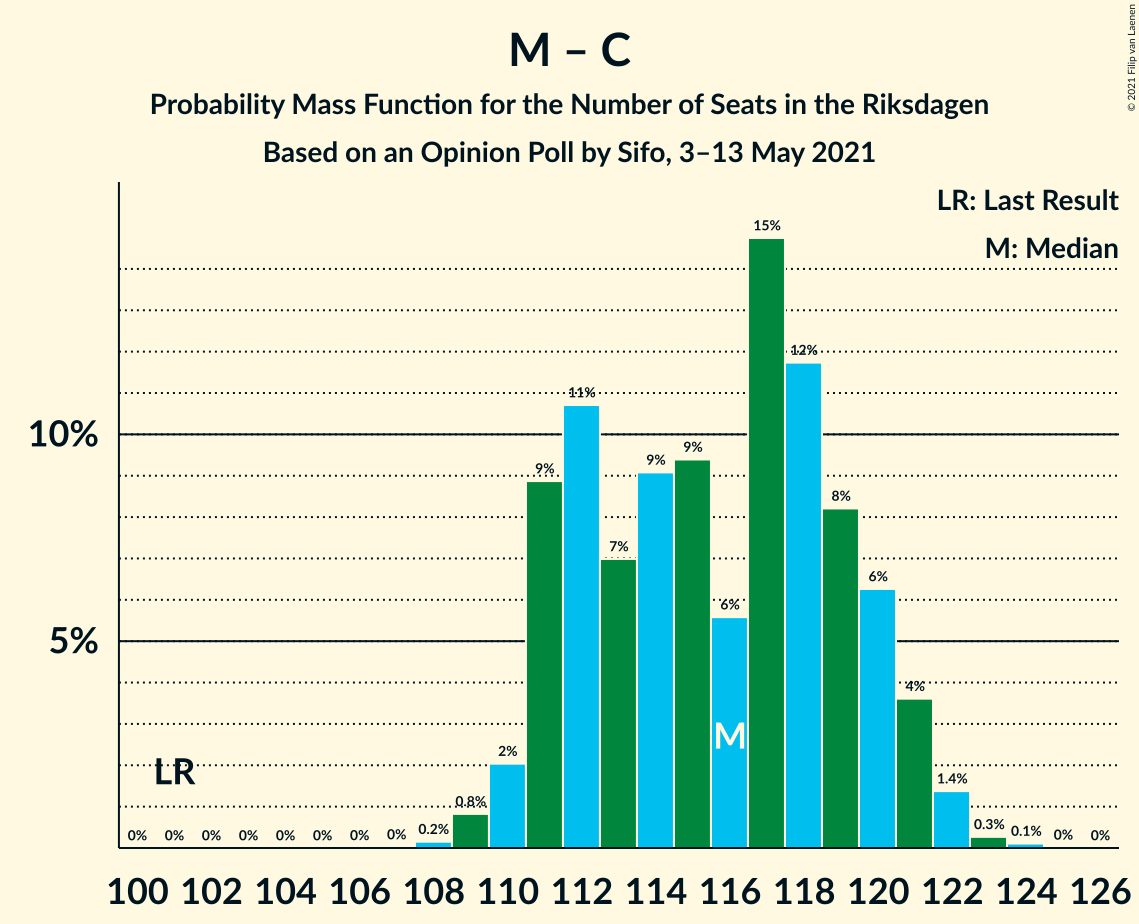 M – C
Probability Mass Function for the Number of Seats in the Riksdagen
Based on an Opinion Poll by Sifo, 3–13 May 2021
© 2021 Filip van Laenen
LR: Last Result
M: Median
15%
12%
11%
10%
9%
9%
9%
8%
7%
6%
6%
5%
4%
M
2%
LR
1.4%
0.8%
0.3%
0.2%
0.1%
0% 0% 0% 0% 0% 0% 0% 0% 0% 0%
100 102 104 106 108 110 112 114 116 118 120 122 124 126